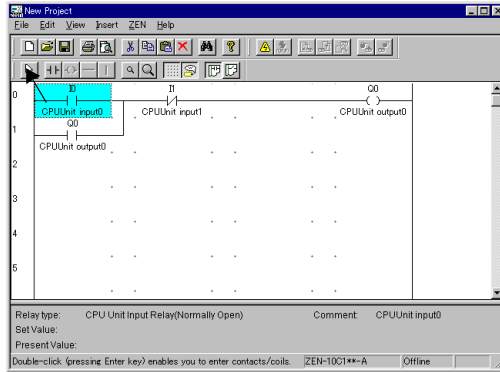 New Project
File Edit View Insert ZEN Help
0
I0 I1 Q0
CPUUnit input0 CPUUnit input1 CPUUnit output0
1
Q0
CPUUnit output0
2
3
4
5
Relay type: CPU Unit Input Relay(Normally Open) Comment: CPUUnit input0
Set Value:
Present Value:
Double-click (pressing Enter key) enables you to enter contacts/coils. ZEN-10C1**-A Offline